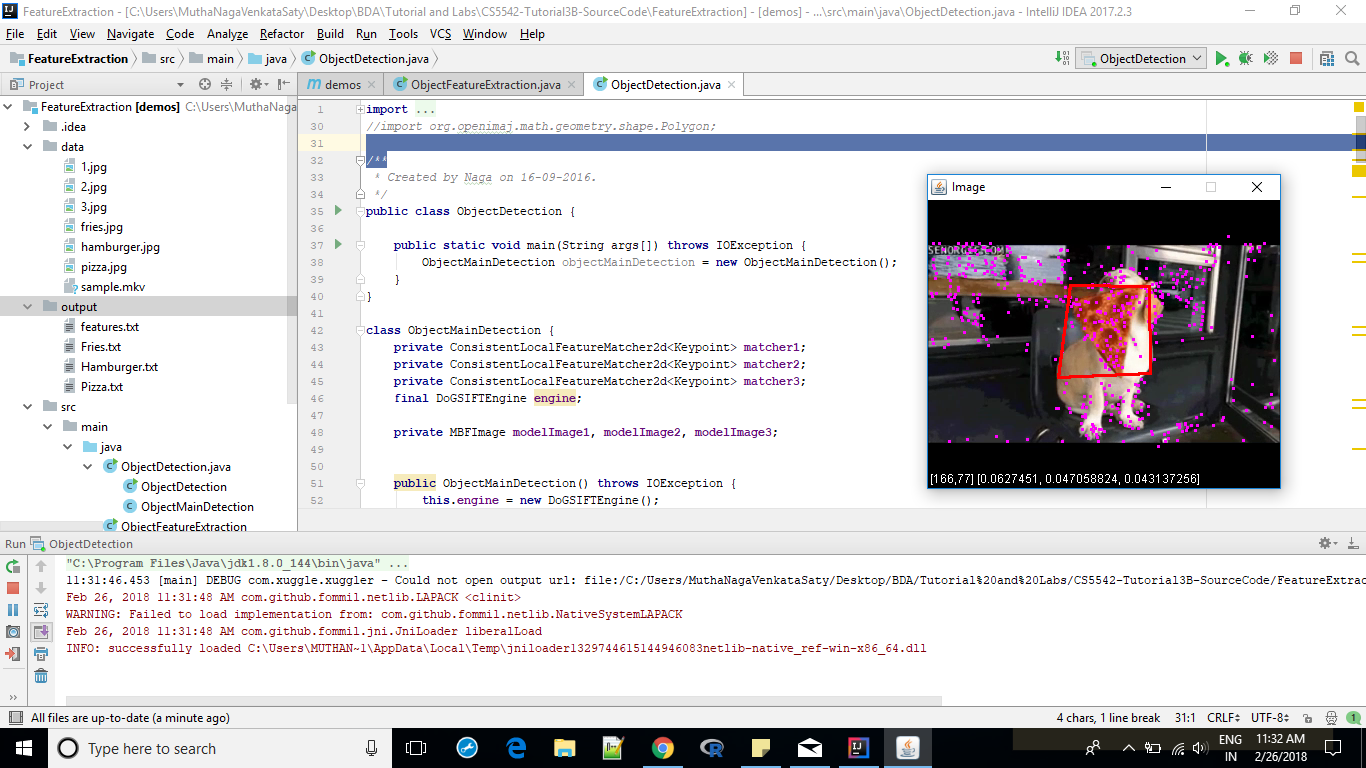 FeatureExtraction - [C:\Users\MuthaNagaVenkataSaty\Desktop\BDA\Tutorial and Labs\CS5542-Tutorial3B-SourceCode\FeatureExtraction] - [demos] - ...\src\main\java\ObjectDetection.java - IntelliJ IDEA 2017.2.3
File Edit View Navigate Code Analyze Refactor Build Run Tools VCS Window Help
FeatureExtraction src main java ObjectDetection.java ObjectDetection
Project
demos ObjectFeatureExtraction.java ObjectDetection.java
FeatureExtraction [demos] C:\Users\MuthaNaga
.idea
data
1.jpg
2.jpg
3.jpg
fries.jpg
hamburger.jpg
pizza.jpg
sample.mkv
output
features.txt
Fries.txt
Hamburger.txt
Pizza.txt
src
main
java
ObjectDetection.java
ObjectDetection
ObjectMainDetection
ObjectFeatureExtraction
1 import ...
30 //import org.openimaj.math.geometry.shape.Polygon;
31
32 /**
33 * Created by Naga on 16-09-2016.
34 */
35 public class ObjectDetection {
36
37 public static void main(String args[]) throws IOException {
38 ObjectMainDetection objectMainDetection = new ObjectMainDetection();
39 }
40 }
41
42 class ObjectMainDetection {
43 private ConsistentLocalFeatureMatcher2d<Keypoint> matcher1;
44 private ConsistentLocalFeatureMatcher2d<Keypoint> matcher2;
45 private ConsistentLocalFeatureMatcher2d<Keypoint> matcher3;
46 final DoGSIFTEngine engine;
47
48 private MBFImage modelImage1, modelImage2, modelImage3;
49
50
51 public ObjectMainDetection() throws IOException {
52 this.engine = new DoGSIFTEngine();
Image
SENORGIF.COM
[166,77] [0.0627451, 0.047058824, 0.043137256]
Run ObjectDetection
"C:\Program Files\Java\jdk1.8.0_144\bin\java" ...
11:31:46.453 [main] DEBUG com.xuggle.xuggler - Could not open output url: file:/C:/Users/MuthaNagaVenkataSaty/Desktop/BDA/Tutorial%20and%20Labs/CS5542-Tutorial3B-SourceCode/FeatureExtrac
Feb 26, 2018 11:31:48 AM com.github.fommil.netlib.LAPACK <clinit>
WARNING: Failed to load implementation from: com.github.fommil.netlib.NativeSystemLAPACK
Feb 26, 2018 11:31:48 AM com.github.fommil.jni.JniLoader liberalLoad
INFO: successfully loaded C:\Users\MUTHAN~1\AppData\Local\Temp\jniloader1329744615144946083netlib-native_ref-win-x86_64.dll
All files are up-to-date (a minute ago) 4 chars, 1 line break 31:1 CRLF UTF-8 1
Type here to search
ENG 11:32 AM
IN 2/26/2018